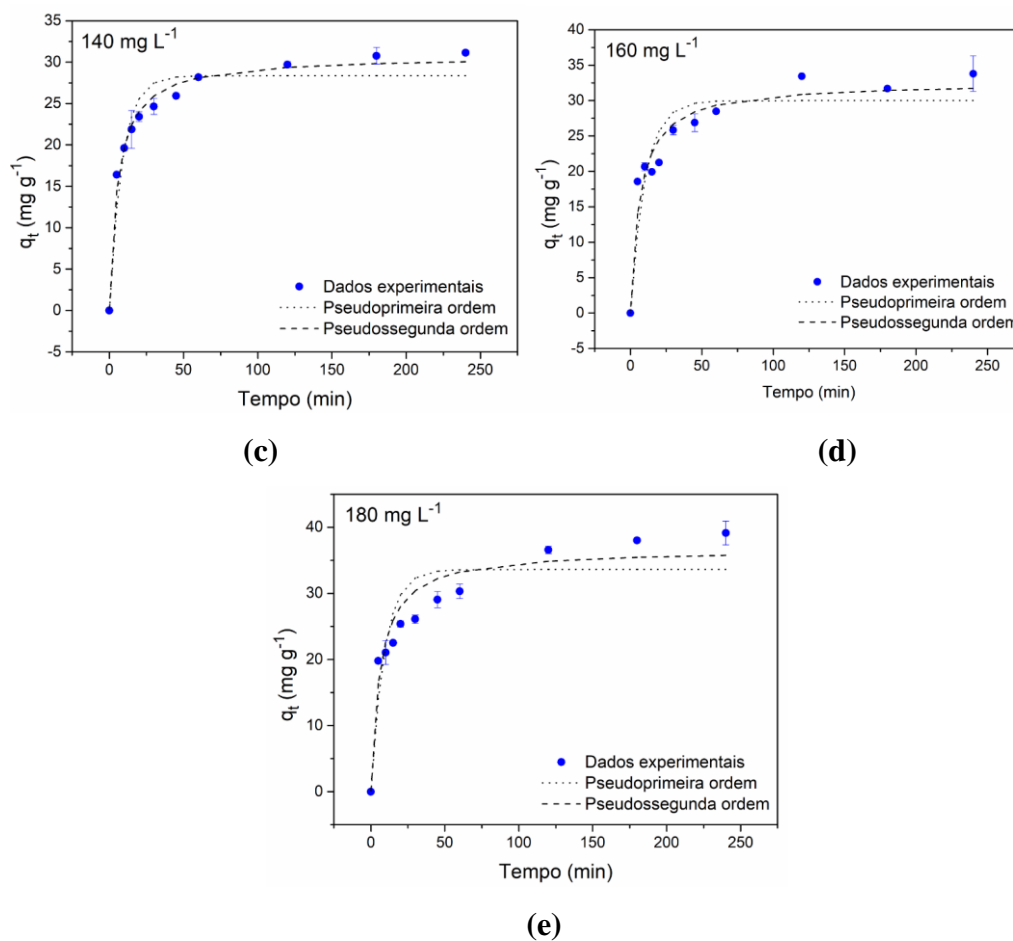 140 mg L⁻¹
35
30
25
20
15
10
5
0
-5
qₜ (mg g⁻¹)
Dados experimentais
Pseudoprimeira ordem
Pseudossegunda ordem
0 50 100 150 200 250
Tempo (min)
(c)
160 mg L⁻¹
40
35
30
25
20
15
10
5
0
-5
qₜ (mg g⁻¹)
Dados experimentais
Pseudoprimeira ordem
Pseudossegunda ordem
0 50 100 150 200 250
Tempo (min)
(d)
180 mg L⁻¹
40
30
20
10
0
qₜ (mg g⁻¹)
Dados experimentais
Pseudoprimeira ordem
Pseudossegunda ordem
0 50 100 150 200 250
Tempo (min)
(e)